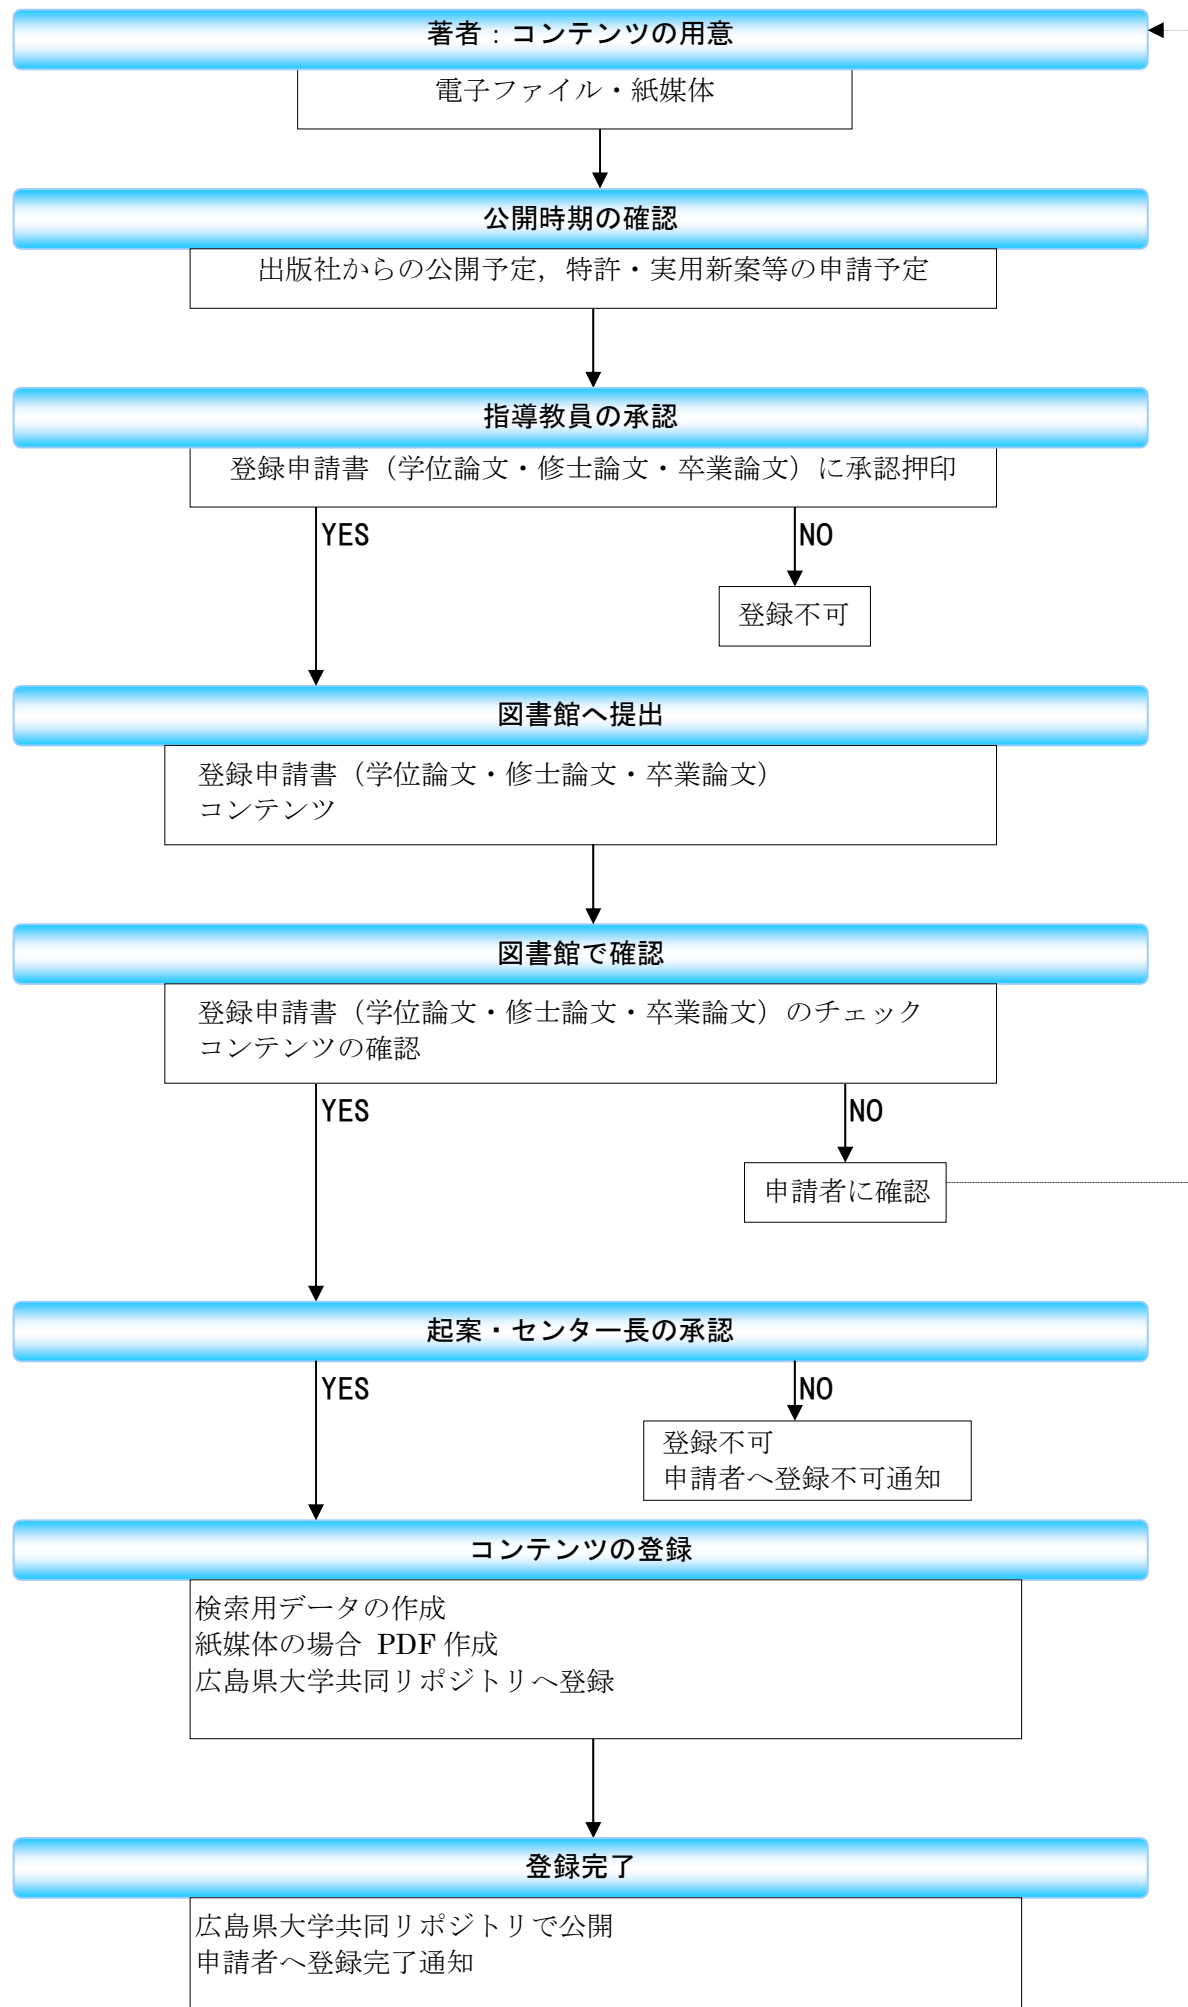 著者：コンテンツの用意
電子ファイル・紙媒体
公開時期の確認
出版社からの公開予定，特許・実用新案等の申請予定
指導教員の承認
登録申請書（学位論文・修士論文・卒業論文）に承認押印
YES
NO
登録不可
図書館へ提出
登録申請書（学位論文・修士論文・卒業論文）
コンテンツ
図書館で確認
登録申請書（学位論文・修士論文・卒業論文）のチェック
コンテンツの確認
YES
NO
申請者に確認
起案・センター長の承認
YES
NO
登録不可
申請者へ登録不可通知
コンテンツの登録
検索用データの作成
紙媒体の場合 PDF 作成
広島県大学共同リポジトリへ登録
登録完了
広島県大学共同リポジトリで公開
申請者へ登録完了通知